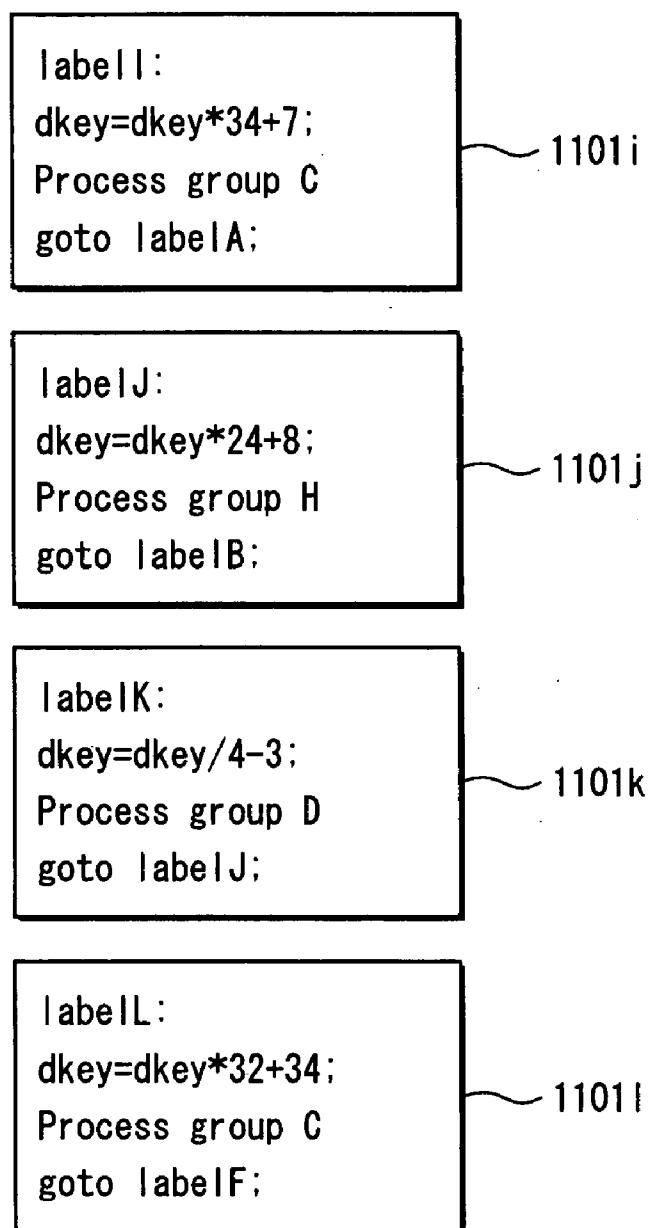 labelI:
dkey=dkey*34+7;
Process group C
goto labelA;
1101i
labelJ:
dkey=dkey*24+8;
Process group H
goto labelB;
1101j
labelK:
dkey=dkey/4-3;
Process group D
goto labelJ;
1101k
labelL:
dkey=dkey*32+34;
Process group C
goto labelF;
1101l